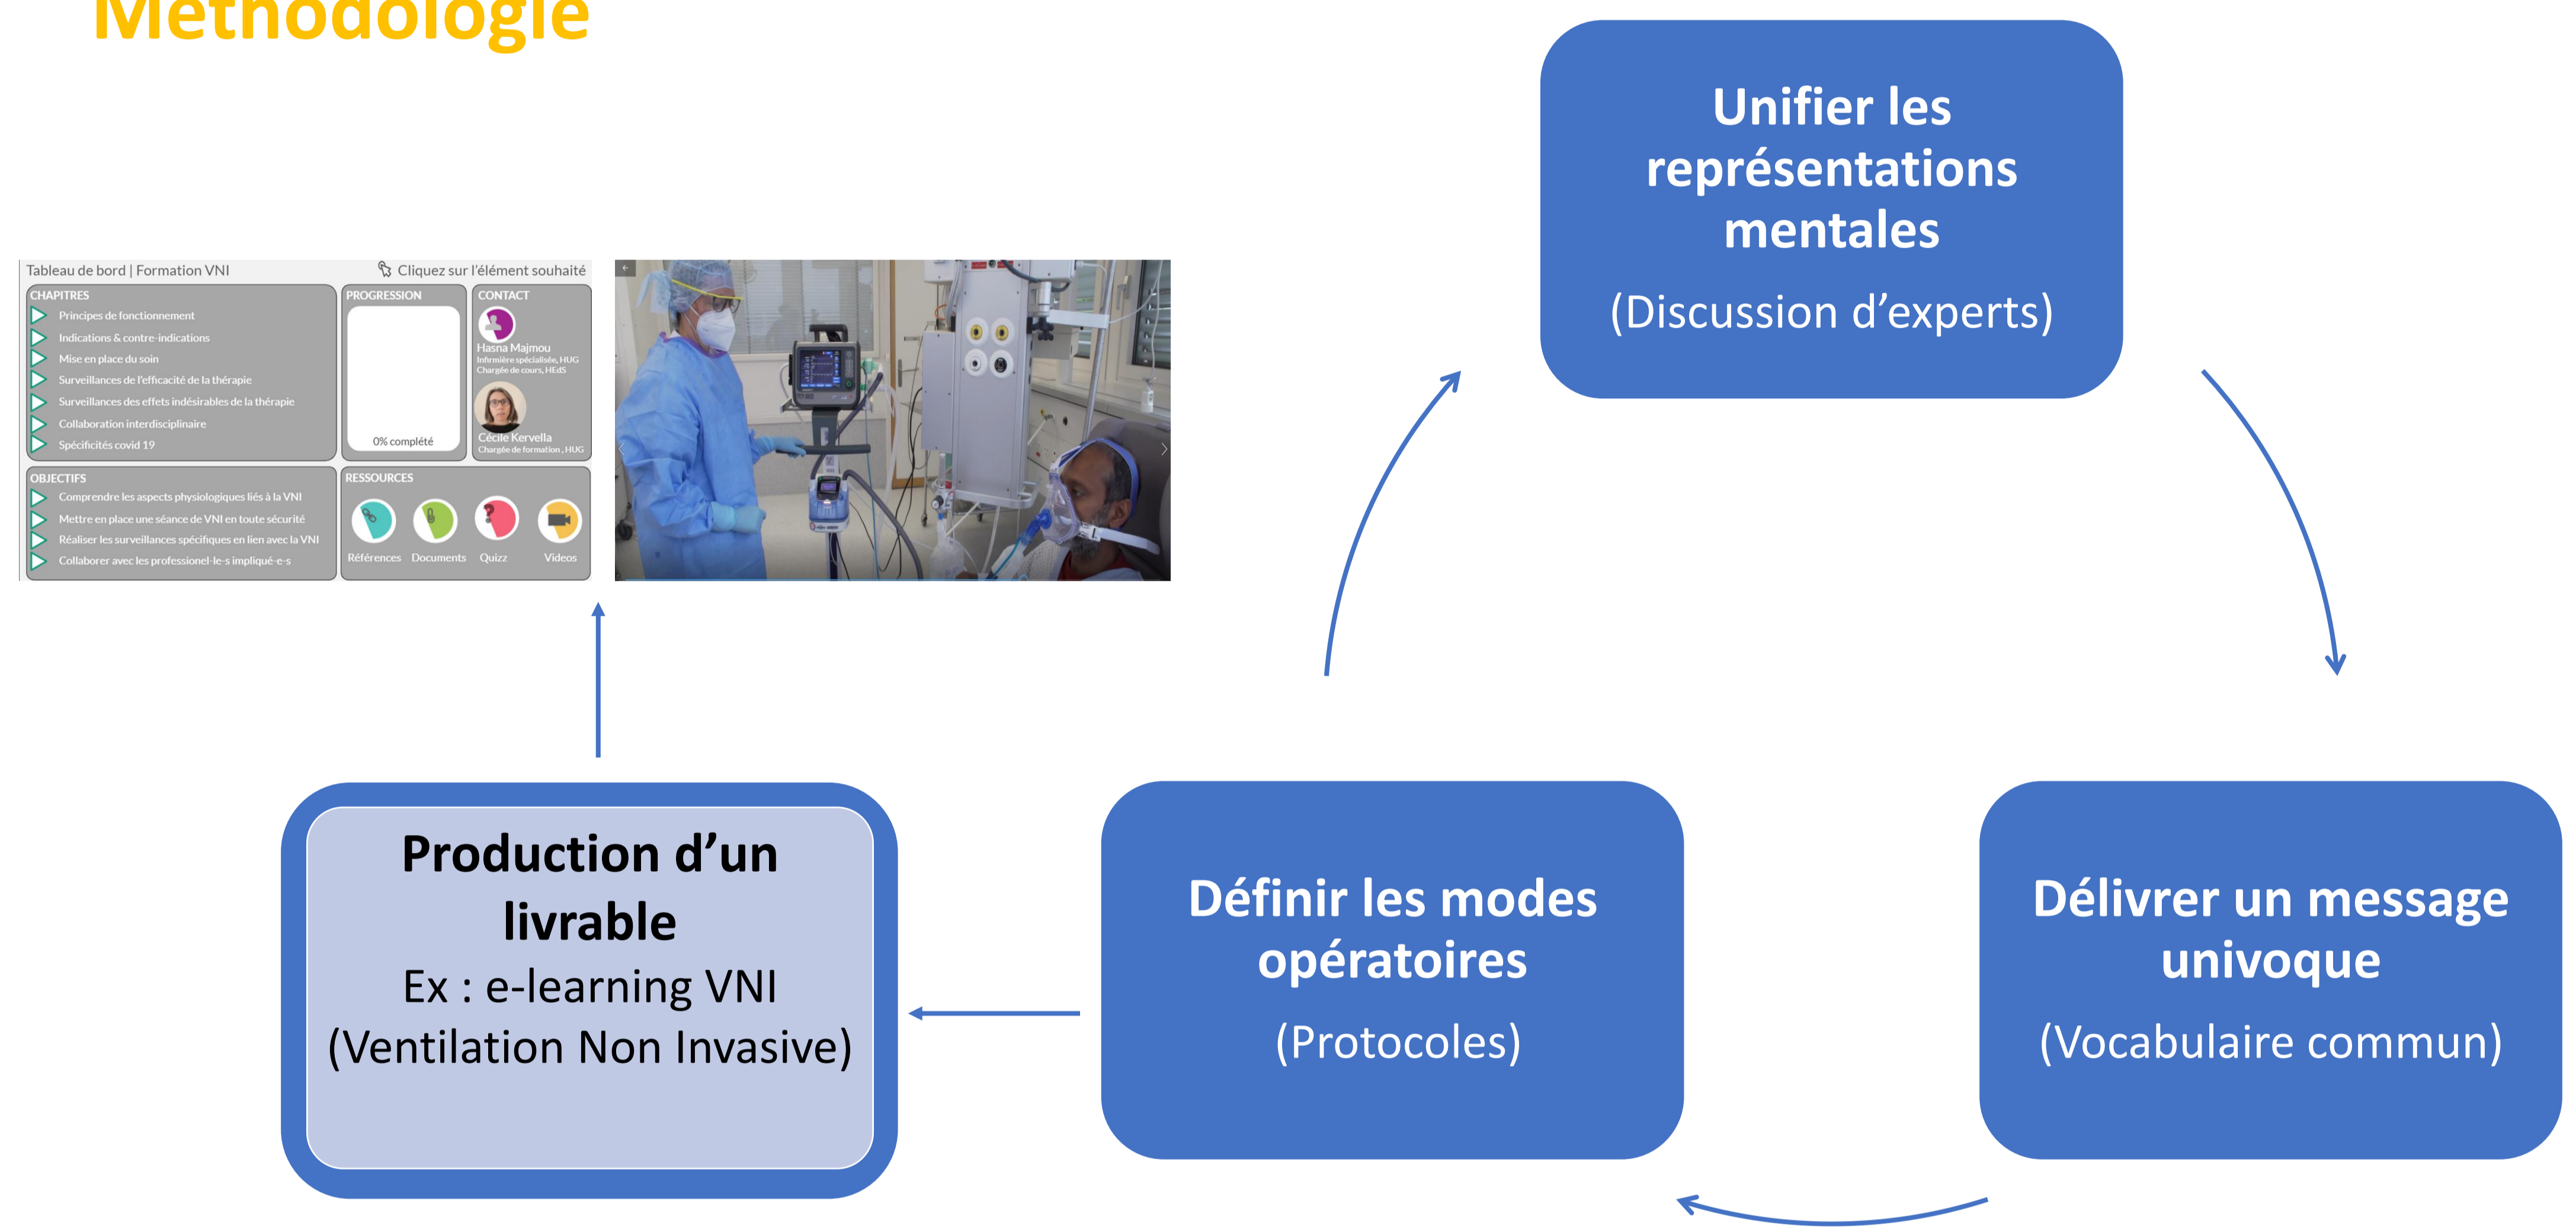 Méthodologie
Unifier les
représentations
mentales
(Discussion d’experts)
Tableau de bord | Formation VNI
Cliquez sur l'élément souhaité
CHAPITRES
Principes de fonctionnement
Indications & contre-indications
Mise en place du soin
Surveillances de l'efficacité de la thérapie
Surveillances des effets indésirables de la thérapie
Collaboration interdisciplinaire
Spécificités covid 19
PROGRESSION
0% complété
CONTACT
Hasna Majmou
Infirmière spécialisée, HUG
Chargée de cours, HEdS
Cécile Kervella
Chargée de formation , HUG
OBJECTIFS
Comprendre les aspects physiologiques liés à la VNI
Mettre en place une séance de VNI en toute sécurité
Réaliser les surveillances spécifiques en lien avec la VNI
Collaborer avec les professionel·le·s impliqué·e·s
RESSOURCES
Références
Documents
Quizz
Videos
Production d’un
livrable
Ex : e-learning VNI
(Ventilation Non Invasive)
Définir les modes
opératoires
(Protocoles)
Délivrer un message
univoque
(Vocabulaire commun)